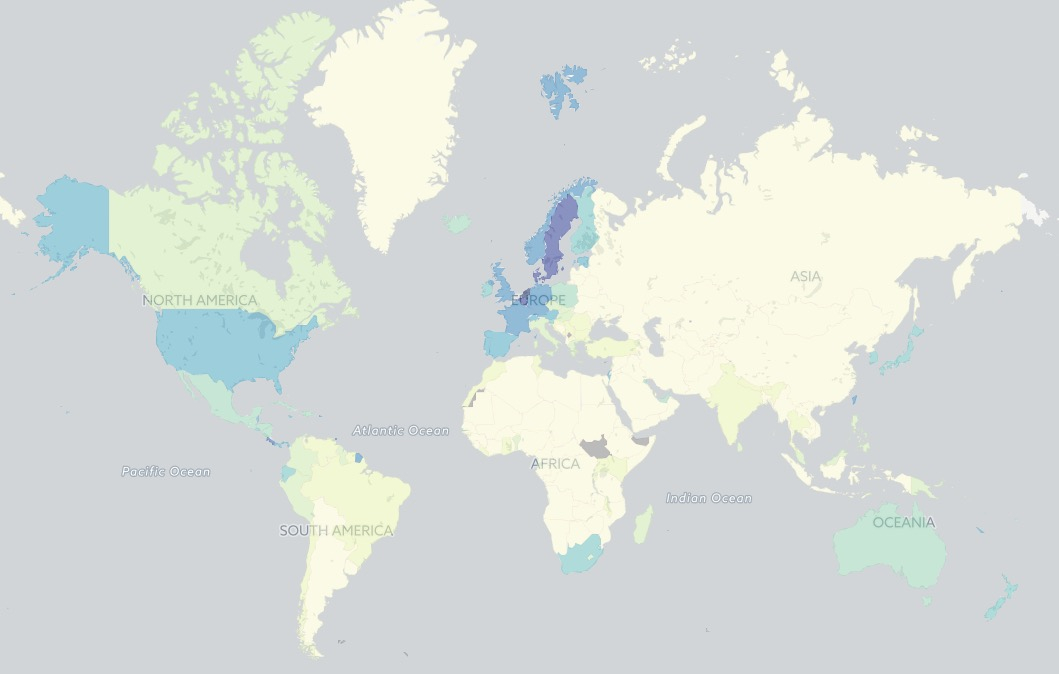 NORTH AMERICA
EUROPE
ASIA
Atlantic Ocean
Pacific Ocean
AFRICA
Indian Ocean
SOUTH AMERICA
OCEANIA